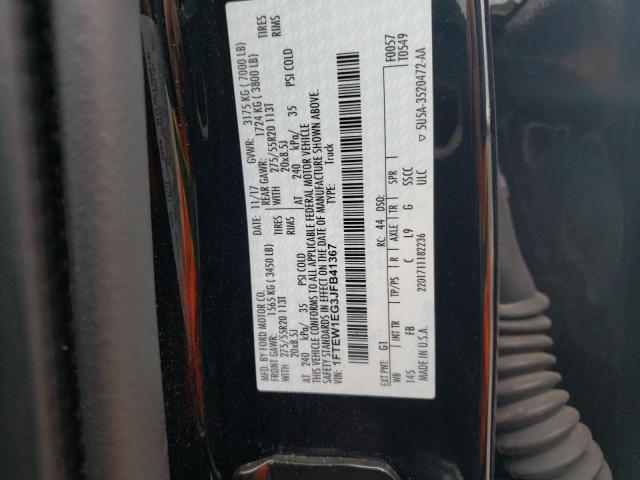 MFD. BY FORD MOTOR CO.
DATE: 11/17
GVWR: 3175 KG ( 7000 LB)
FRONT GAWR: 1565 KG ( 3450 LB)
REAR GAWR: 1724 KG ( 3800 LB)
WITH 275/55R20 113T TIRES
WITH 275/55R20 113T TIRES
20x8.5J RIMS
20x8.5J RIMS
AT 240 kPa/ 35 PSI COLD
AT 240 kPa/ 35 PSI COLD
THIS VEHICLE CONFORMS TO ALL APPLICABLE FEDERAL MOTOR VEHICLE
SAFETY STANDARDS IN EFFECT ON THE DATE OF MANUFACTURE SHOWN ABOVE.
VIN: 1FTEW1EG3JFB41367
TYPE: Truck
F0057
T0549
EXT PNT: G1 RC: 44 DSO:
WB INT TR TP/PS R AXLE TR SPR
145 FB C L9 G SSCC
ULC
MADE IN U.S.A. 2201711182236
5U5A-3520472-AA